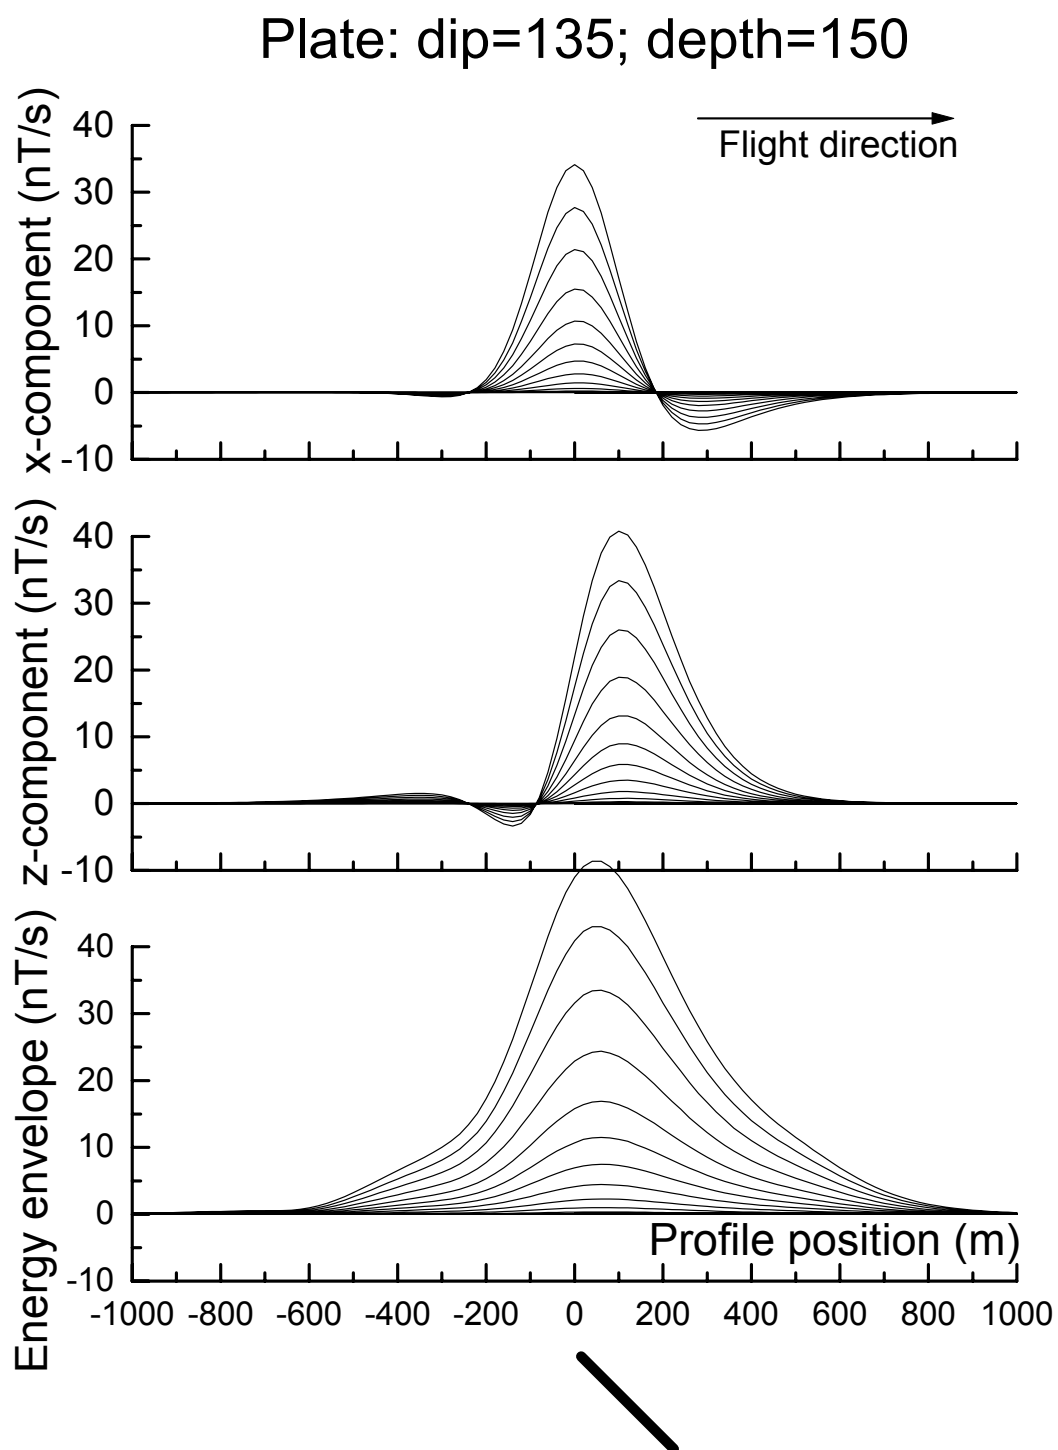 Plate: dip=135; depth=150
Flight direction
x-component (nT/s)
40
30
20
10
0
-10
z-component (nT/s)
40
30
20
10
0
-10
Energy envelope (nT/s)
40
30
20
10
0
-10
Profile position (m)
-1000 -800 -600 -400 -200 0 200 400 600 800 1000